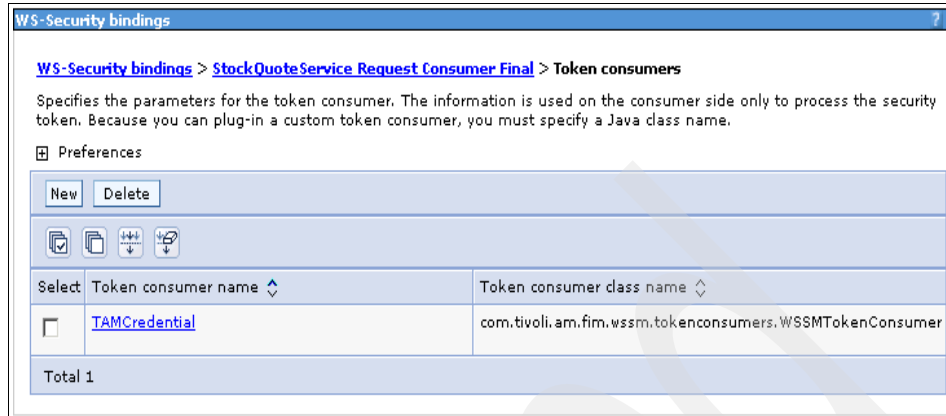 WS-Security bindings ?
WS-Security bindings > StockQuoteService Request Consumer Final > Token consumers
Specifies the parameters for the token consumer. The information is used on the consumer side only to process the security
token. Because you can plug-in a custom token consumer, you must specify a Java class name.
Preferences
New Delete
Select Token consumer name Token consumer class name
TAMCredential com.tivoli.am.fim.wssm.tokenconsumers.WSSMTokenConsumer
Total 1